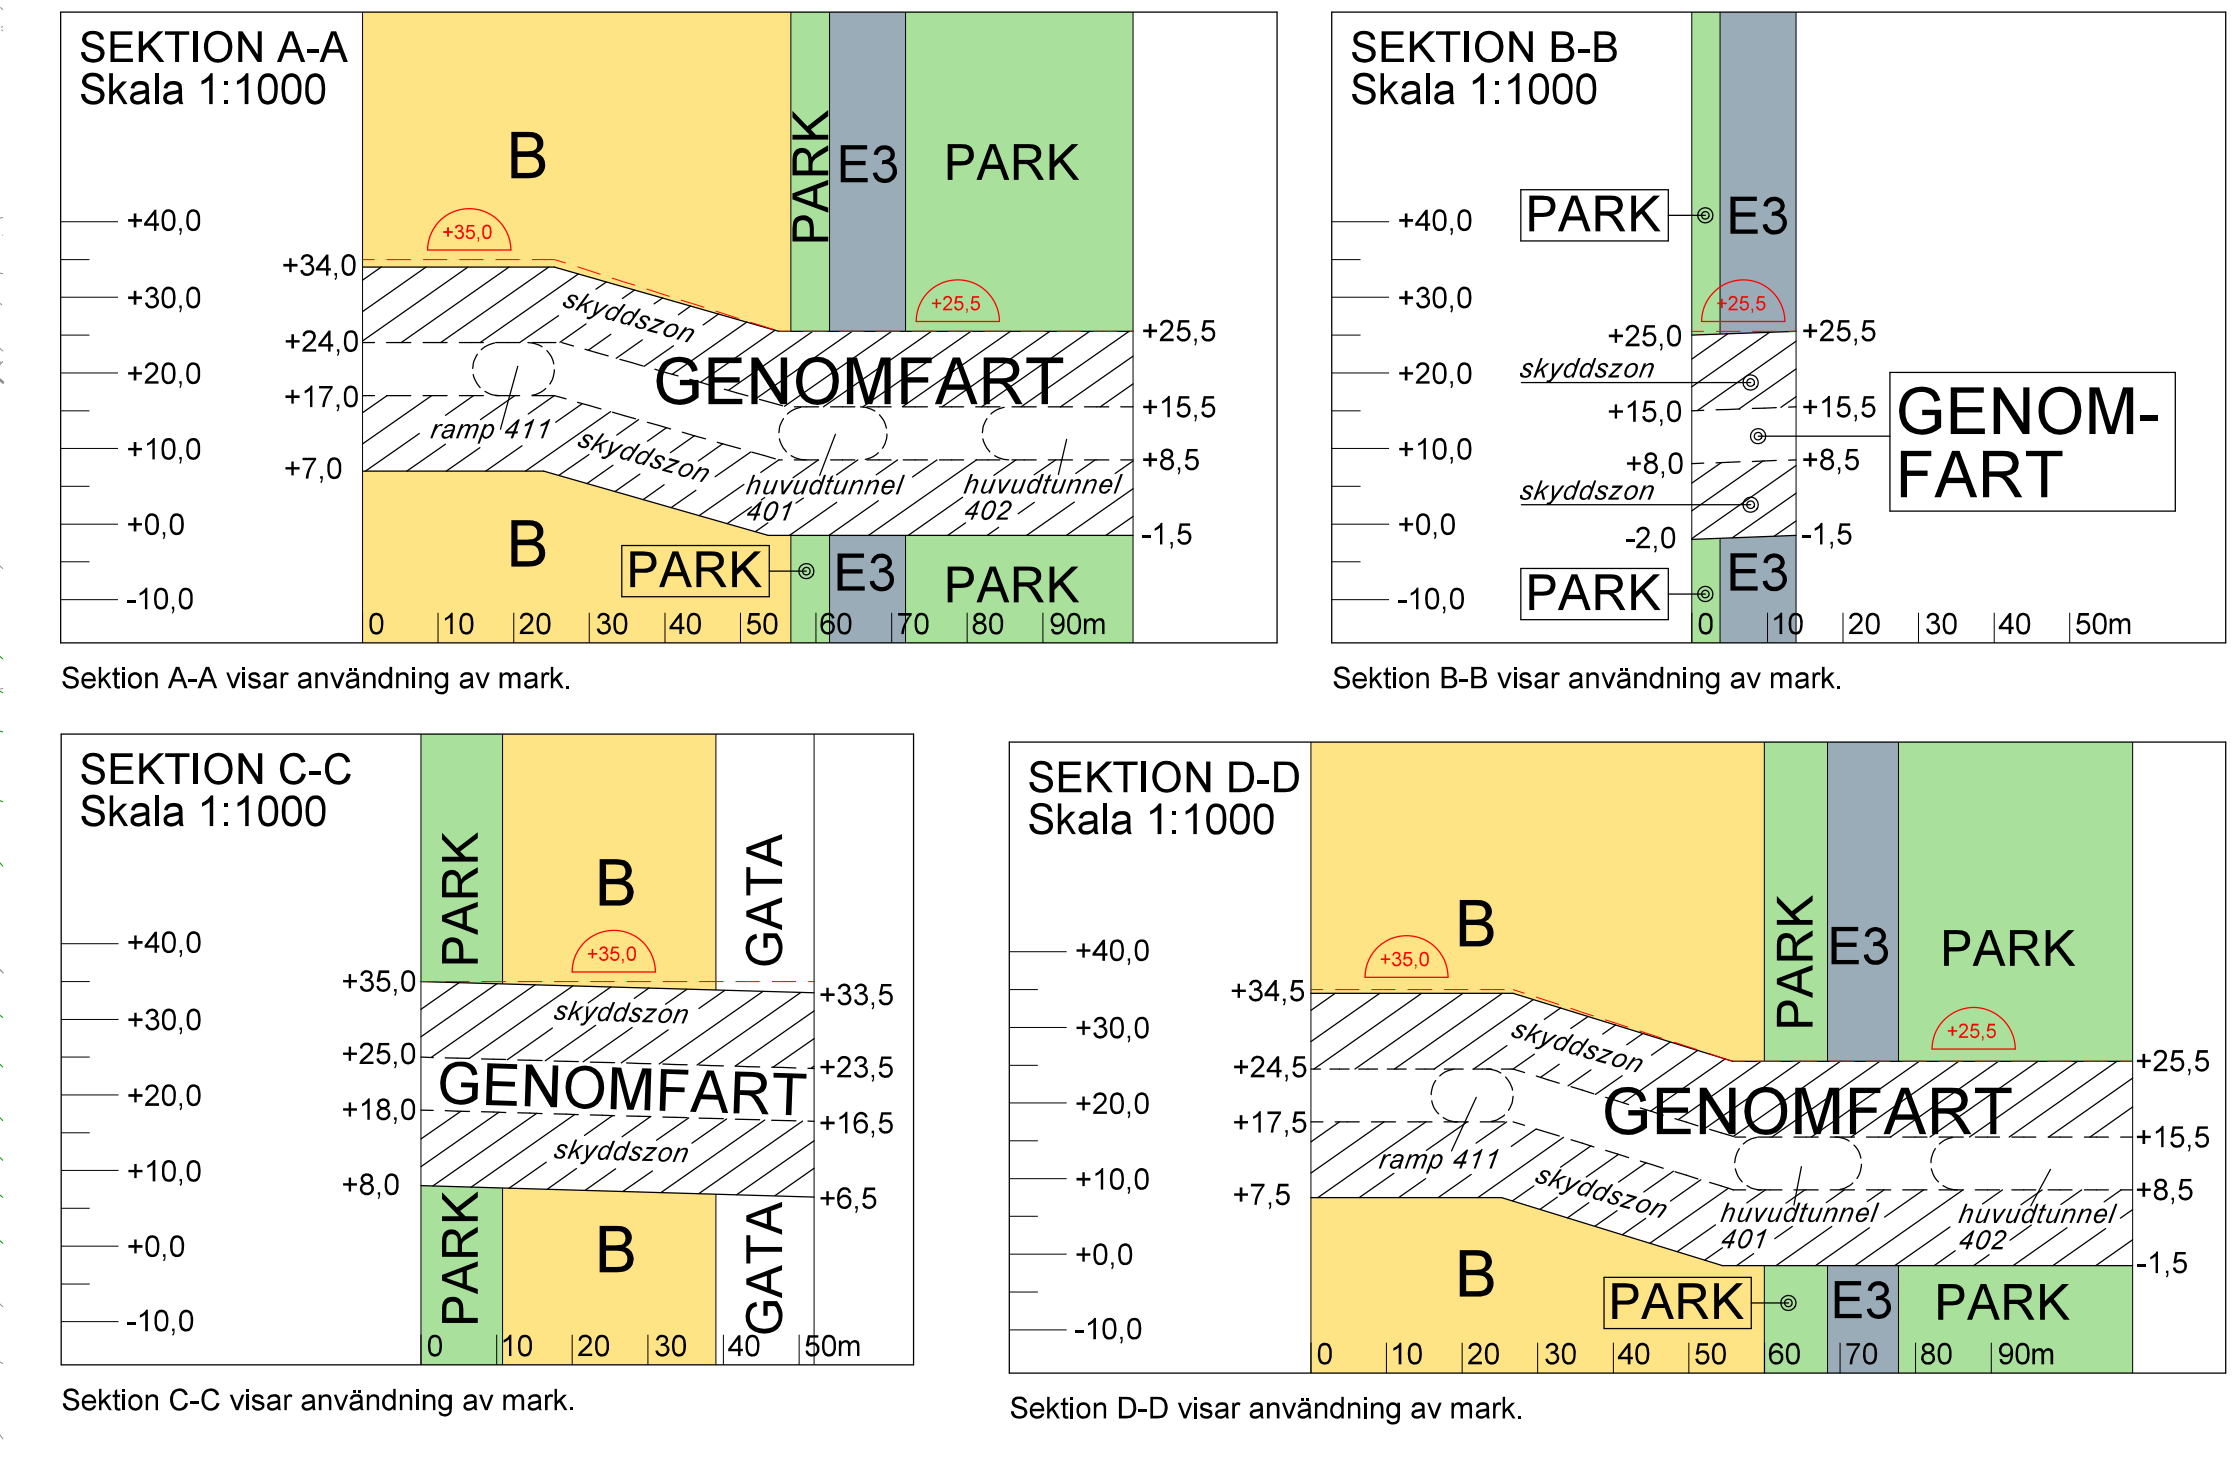 SEKTION A-A
Skala 1:1000
B
PARK
E3
PARK
+40,0
+30,0
+20,0
+10,0
+0,0
-10,0
+35,0
+25,5
+34,0
+24,0
+17,0
+7,0
skyddszon
GENOMFART
ramp 411
skyddszon
huvudtunnel
401
huvudtunnel
402
+25,5
+15,5
+8,5
-1,5
B
PARK
E3
PARK
0 10 20 30 40 50 60 70 80 90m
Sektion A-A visar användning av mark.
SEKTION B-B
Skala 1:1000
PARK
E3
+40,0
+30,0
+20,0
+10,0
+0,0
-10,0
+25,5
+25,0
+15,0
+8,0
-2,0
skyddszon
skyddszon
+25,5
+15,5
+8,5
-1,5
GENOM-
FART
PARK
E3
0 10 20 30 40 50m
Sektion B-B visar användning av mark.
SEKTION C-C
Skala 1:1000
PARK
B
GATA
+40,0
+30,0
+20,0
+10,0
+0,0
-10,0
+35,0
+35,0
+25,0
+18,0
+8,0
skyddszon
GENOMFART
skyddszon
+33,5
+23,5
+16,5
+6,5
PARK
B
GATA
0 10 20 30 40 50m
Sektion C-C visar användning av mark.
SEKTION D-D
Skala 1:1000
B
PARK
E3
PARK
+40,0
+30,0
+20,0
+10,0
+0,0
-10,0
+35,0
+25,5
+34,5
+24,5
+17,5
+7,5
skyddszon
GENOMFART
ramp 411
skyddszon
huvudtunnel
401
huvudtunnel
402
+25,5
+15,5
+8,5
-1,5
B
PARK
E3
PARK
0 10 20 30 40 50 60 70 80 90m
Sektion D-D visar användning av mark.